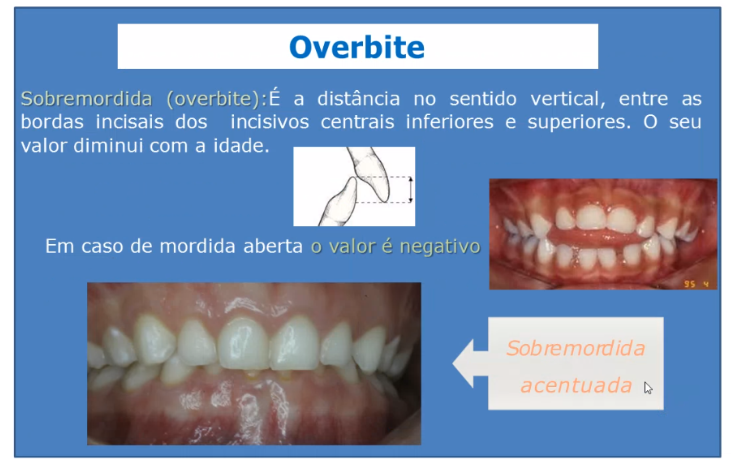 Overbite
Sobremordida (overbite):É a distância no sentido vertical, entre as
bordas incisais dos incisivos centrais inferiores e superiores. O seu
valor diminui com a idade.
Em caso de mordida aberta o valor é negativo
95 4
Sobremordida
acentuada